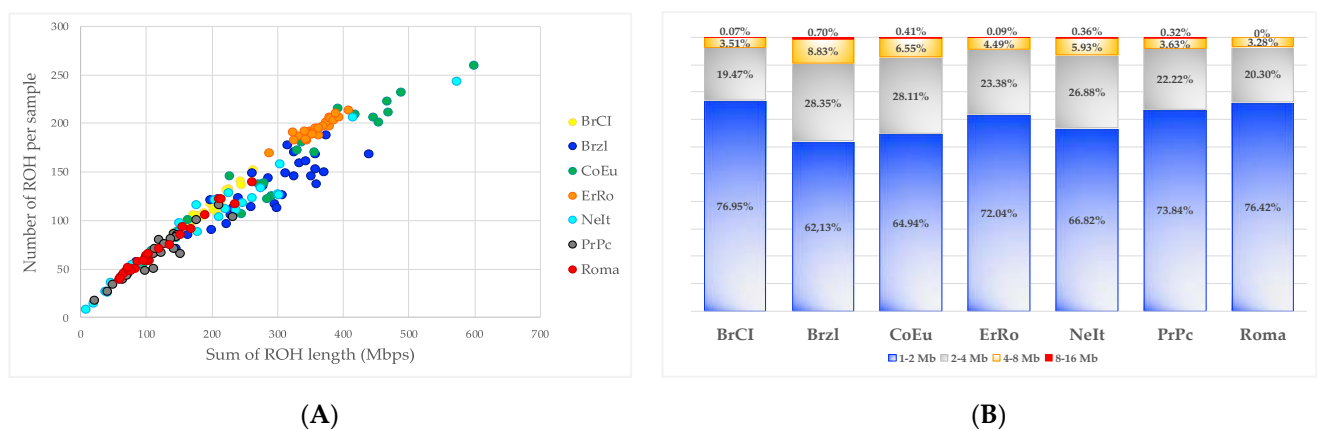 300
250
200
150
100
50
0
Number of ROH per sample
0 100 200 300 400 500 600 700
Sum of ROH length (Mbps)
BrCI
Brzl
CoEu
ErRo
NeIt
PrPc
Roma
(A)
0.07% 0.70% 0.41% 0.09% 0.36% 0.32% 0%
3.51% 8.83% 6.55% 4.49% 5.93% 3.63% 3.28%
19.47% 28.35% 28.11% 23.38% 26.88% 22.22% 20.30%
76.95% 62,13% 64.94% 72.04% 66.82% 73.84% 76.42%
BrCI Brzl CoEu ErRo NeIt PrPc Roma
1-2 Mb 2-4 Mb 4-8 Mb 8-16 Mb
(B)